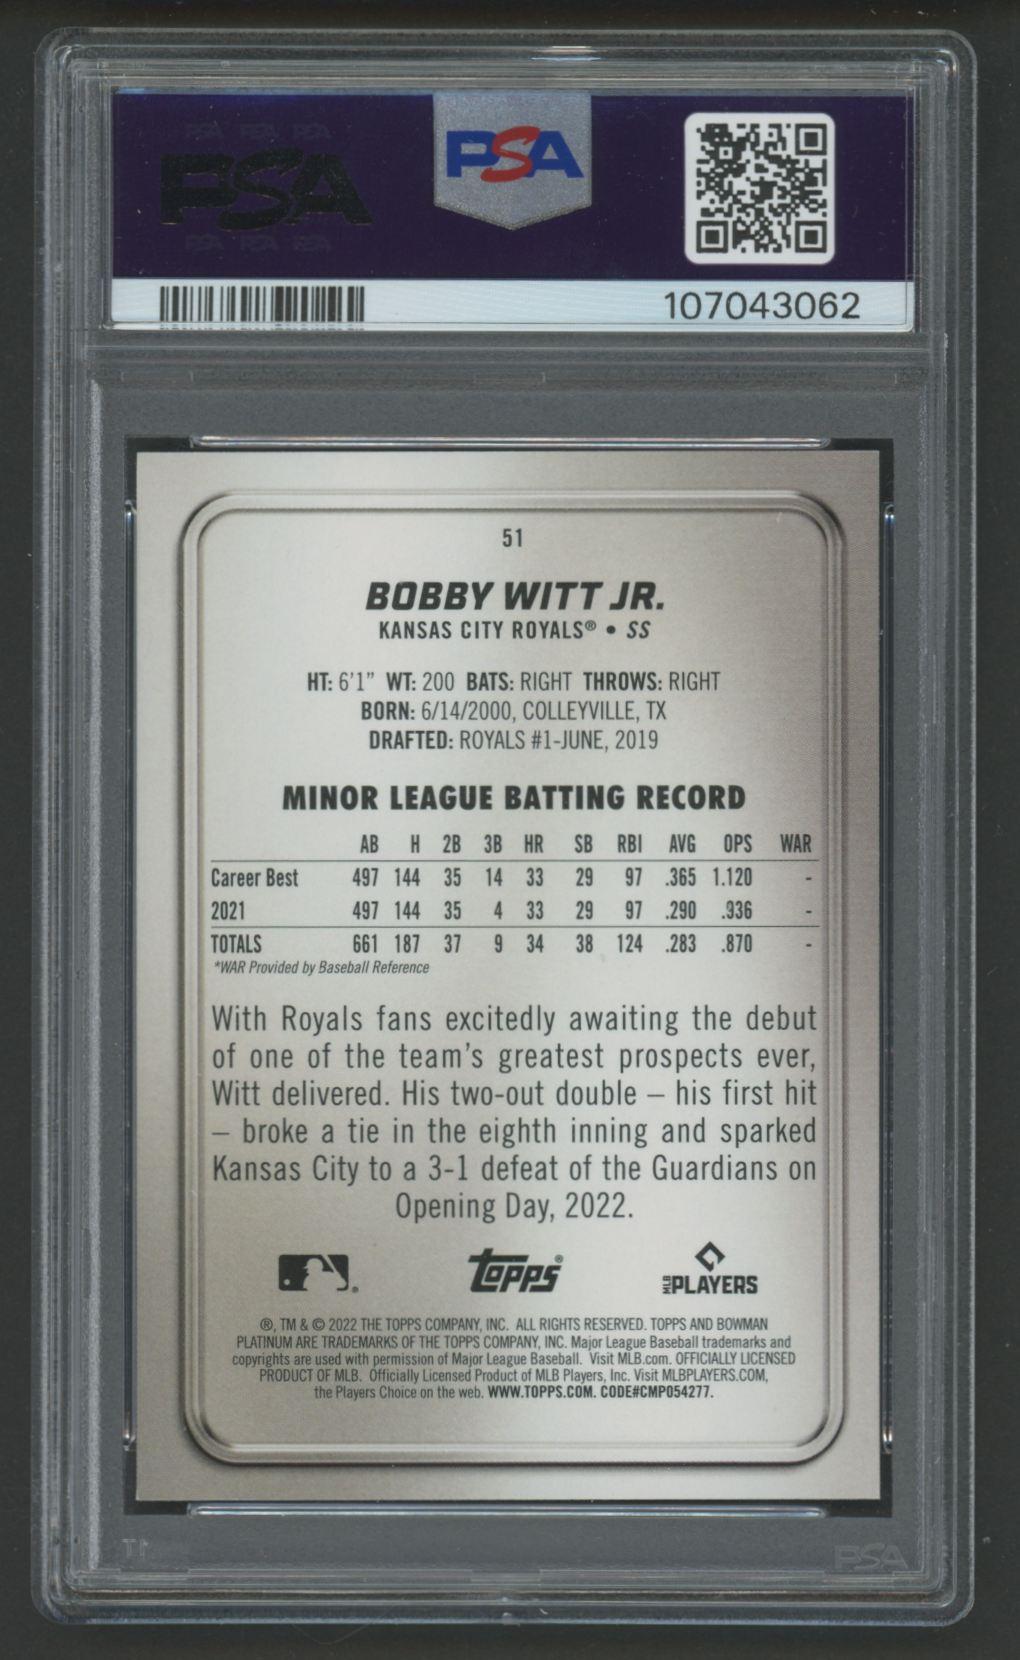 PSA PSA PSA
PSA
PSA PSA PSA
PSA
107043062
51
BOBBY WITT JR.
KANSAS CITY ROYALS® • SS
HT: 6'1" WT: 200 BATS: RIGHT THROWS: RIGHT
BORN: 6/14/2000, COLLEYVILLE, TX
DRAFTED: ROYALS #1-JUNE, 2019
MINOR LEAGUE BATTING RECORD
AB H 2B 3B HR SB RBI AVG OPS WAR
Career Best 497 144 35 14 33 29 97 .365 1.120 -
2021 497 144 35 4 33 29 97 .290 .936 -
TOTALS 661 187 37 9 34 38 124 .283 .870 -
*WAR Provided by Baseball Reference
With Royals fans excitedly awaiting the debut
of one of the team's greatest prospects ever,
Witt delivered. His two-out double – his first hit
– broke a tie in the eighth inning and sparked
Kansas City to a 3-1 defeat of the Guardians on
Opening Day, 2022.
topps®
MLB PLAYERS
®, TM & © 2022 THE TOPPS COMPANY, INC. ALL RIGHTS RESERVED. TOPPS AND BOWMAN
PLATINUM ARE TRADEMARKS OF THE TOPPS COMPANY, INC. Major League Baseball trademarks and
copyrights are used with permission of Major League Baseball. Visit MLB.com. OFFICIALLY LICENSED
PRODUCT OF MLB. Officially Licensed Product of MLB Players, Inc. Visit MLBPLAYERS.COM,
the Players Choice on the web. WWW.TOPPS.COM. CODE#CMP054277.
PSA